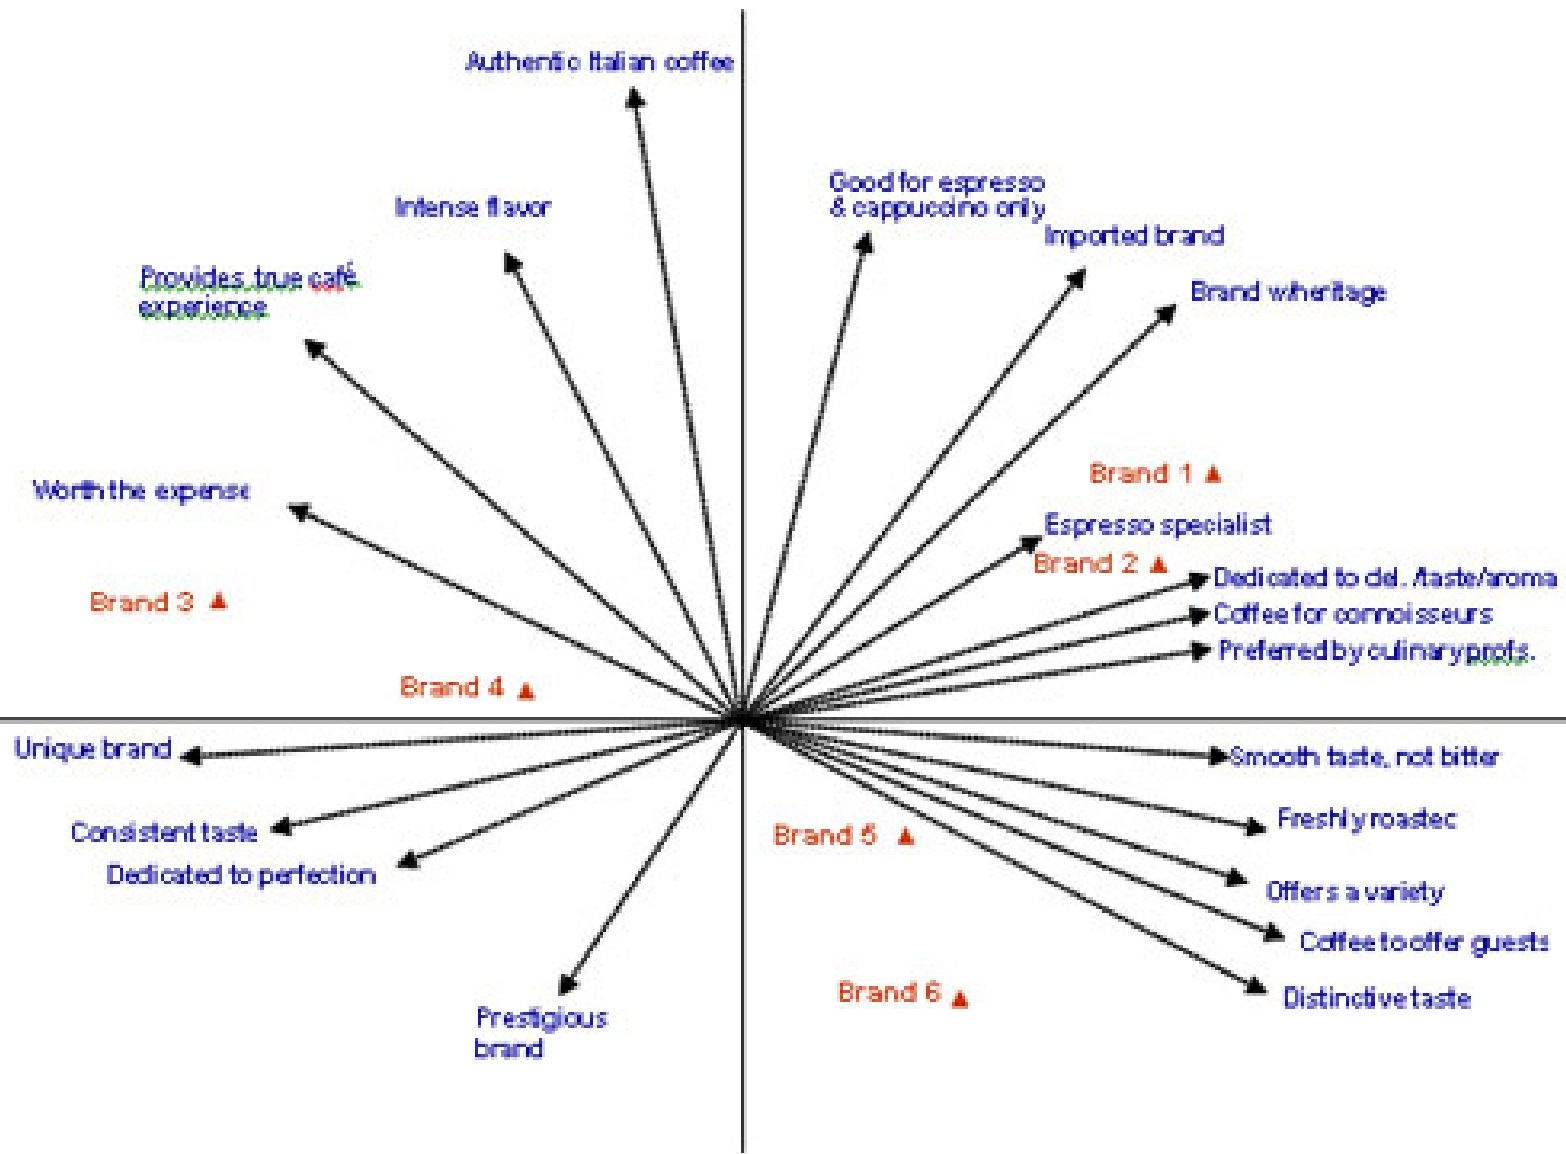 Authentic Italian coffee
Good for espresso
& cappuccino only
Intense flavor
Imported brand
Provides true café
experience
Brand w/heritage
Brand 1
Worth the expense
Espresso specialist
Brand 2
Dedicated to del. /taste/aroma
Brand 3
Coffee for connoisseurs
Preferred by culinary profs.
Brand 4
Unique brand
Smooth taste, not bitter
Consistent taste
Brand 5
Freshly roasted
Dedicated to perfection
Offers a variety
Coffee to offer guests
Brand 6
Distinctive taste
Prestigious
brand